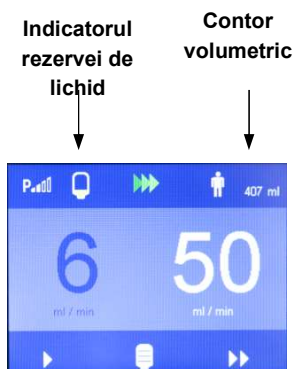 Indicatorul
rezervei de
lichid
Contor
volumetric
P
407 ml
6
50
ml / min
ml / min